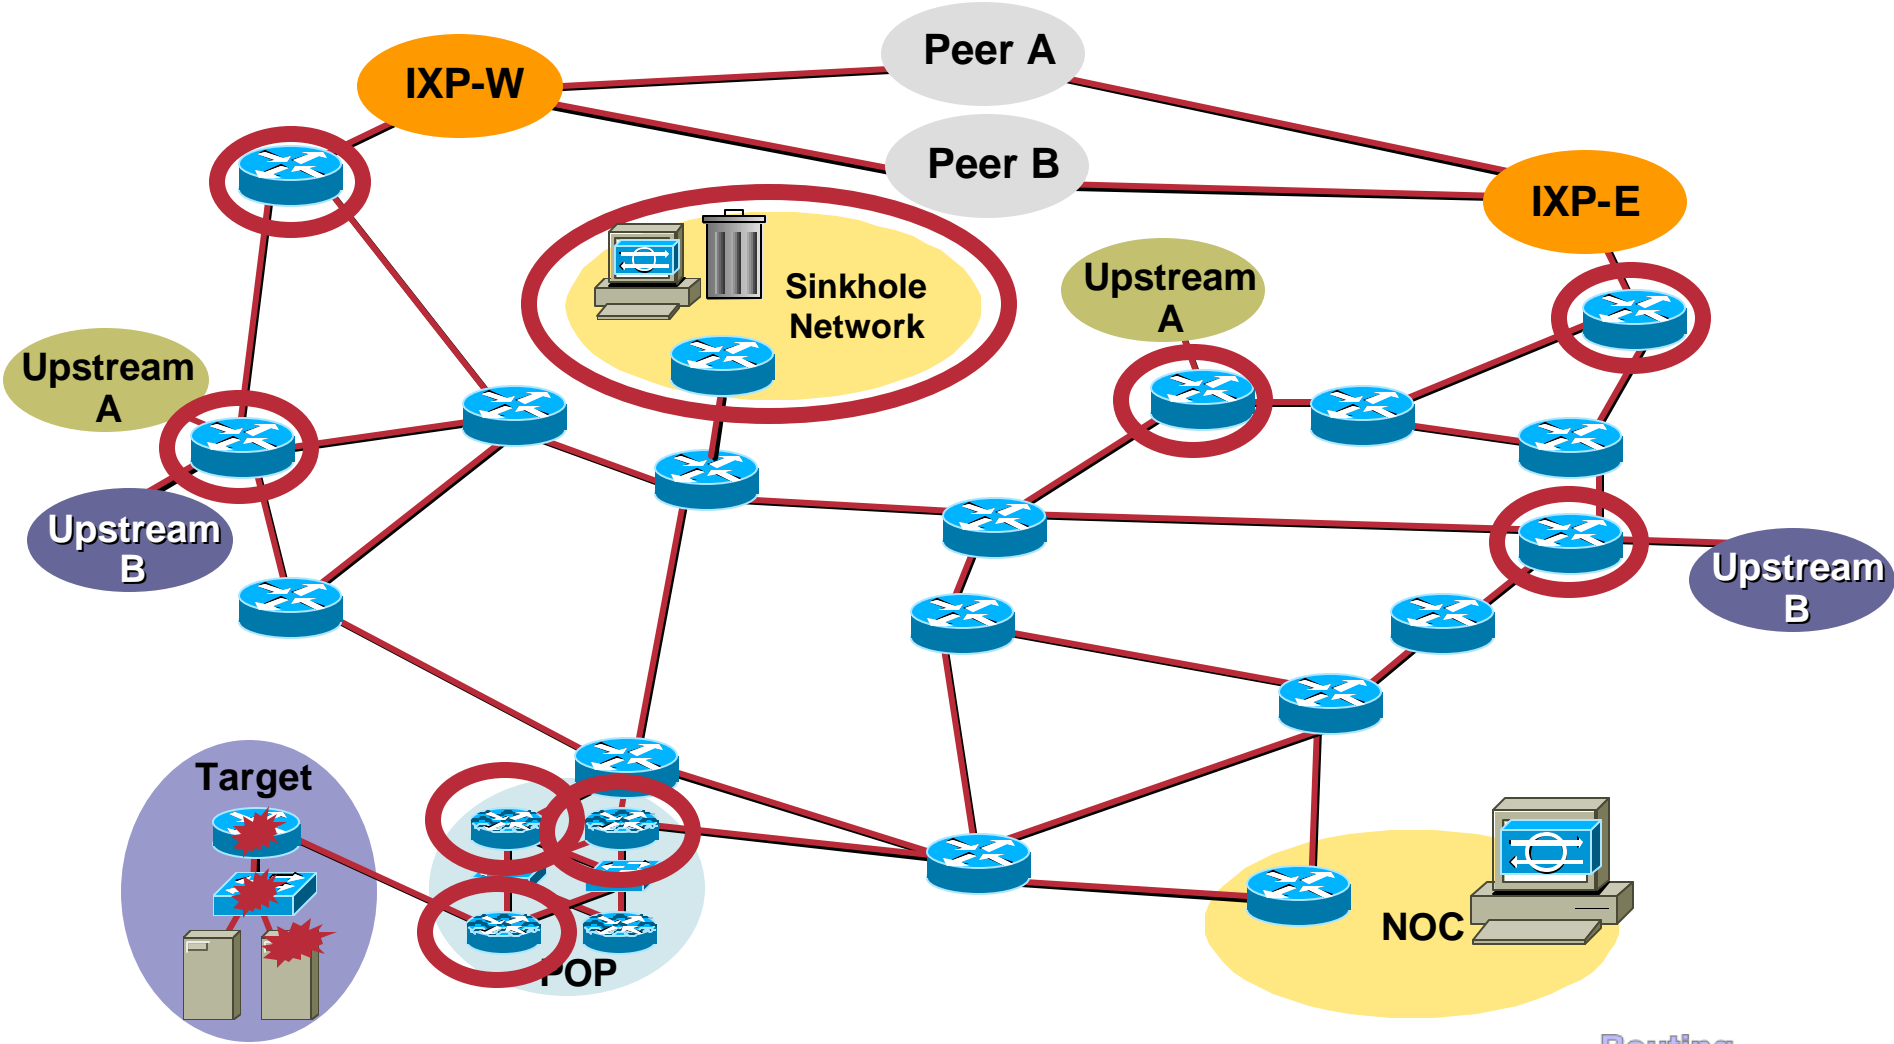 Peer A
IXP-W
Peer B
IXP-E
Sinkhole
Network
Upstream
A
Upstream
A
Upstream
B
Upstream
B
Target
POP
NOC